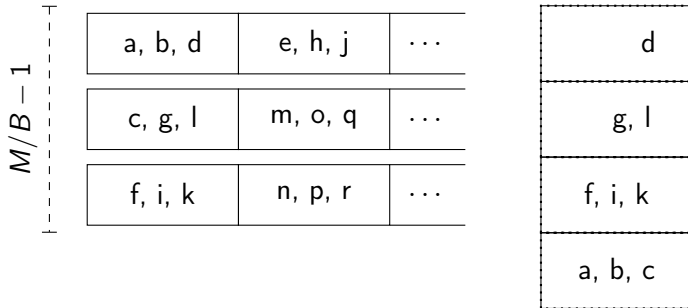 M/B − 1
a, b, d e, h, j ···
c, g, l m, o, q ···
f, i, k n, p, r ···
d
g, l
f, i, k
a, b, c